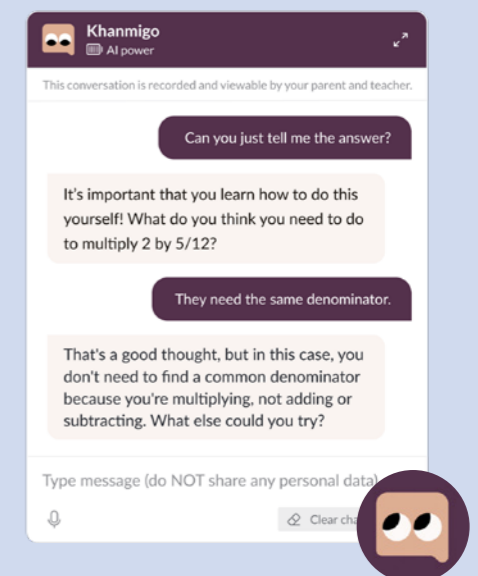 Khanmigo
AI power
This conversation is recorded and viewable by your parent and teacher.
Can you just tell me the answer?
It's important that you learn how to do this
yourself! What do you think you need to do
to multiply 2 by 5/12?
They need the same denominator.
That's a good thought, but in this case, you
don't need to find a common denominator
because you're multiplying, not adding or
subtracting. What else could you try?
Type message (do NOT share any personal data)
Clear